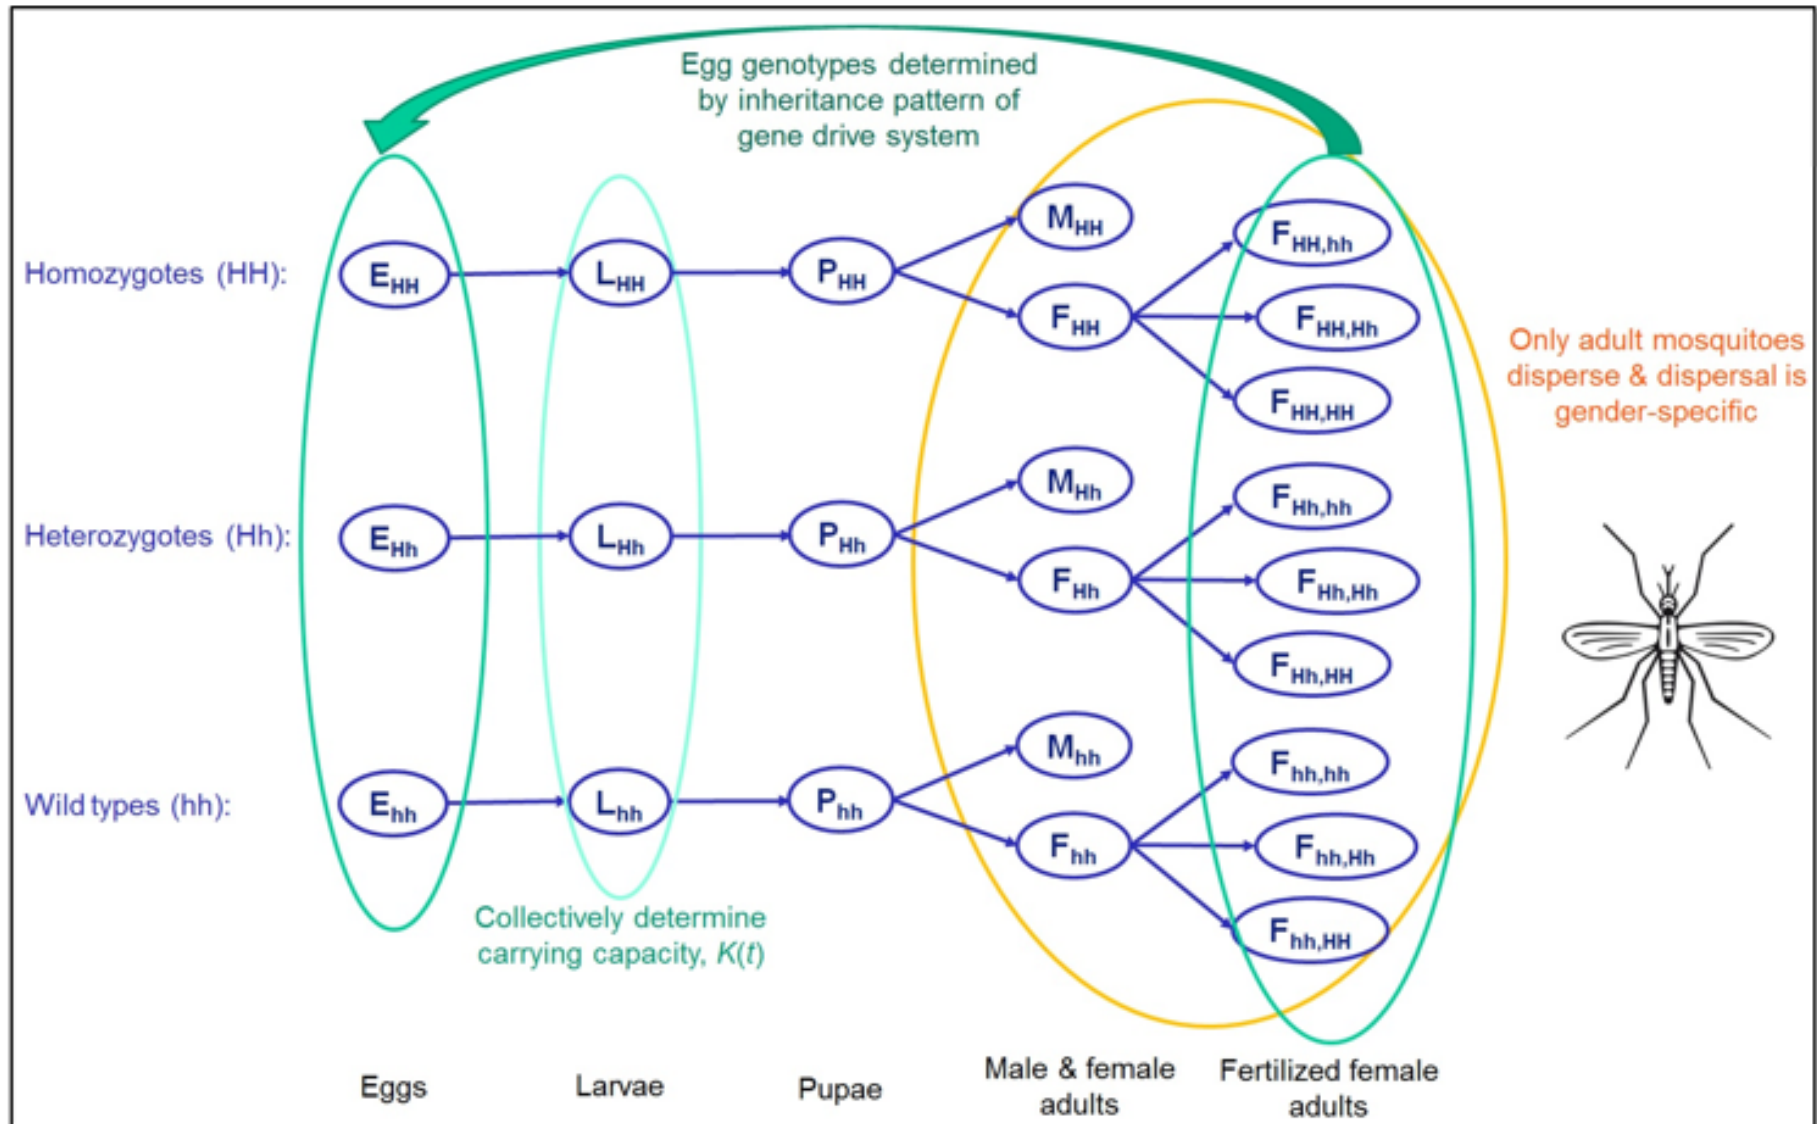 Egg genotypes determined
by inheritance pattern of
gene drive system
Homozygotes (HH):
E_HH
L_HH
P_HH
M_HH
F_HH
F_HH,hh
F_HH,Hh
F_HH,HH
Only adult mosquitoes
disperse & dispersal is
gender-specific
Heterozygotes (Hh):
E_Hh
L_Hh
P_Hh
M_Hh
F_Hh
F_Hh,hh
F_Hh,Hh
F_Hh,HH
Wild types (hh):
E_hh
L_hh
P_hh
M_hh
F_hh
F_hh,hh
F_hh,Hh
F_hh,HH
Collectively determine
carrying capacity, K(t)
Eggs
Larvae
Pupae
Male & female
adults
Fertilized female
adults